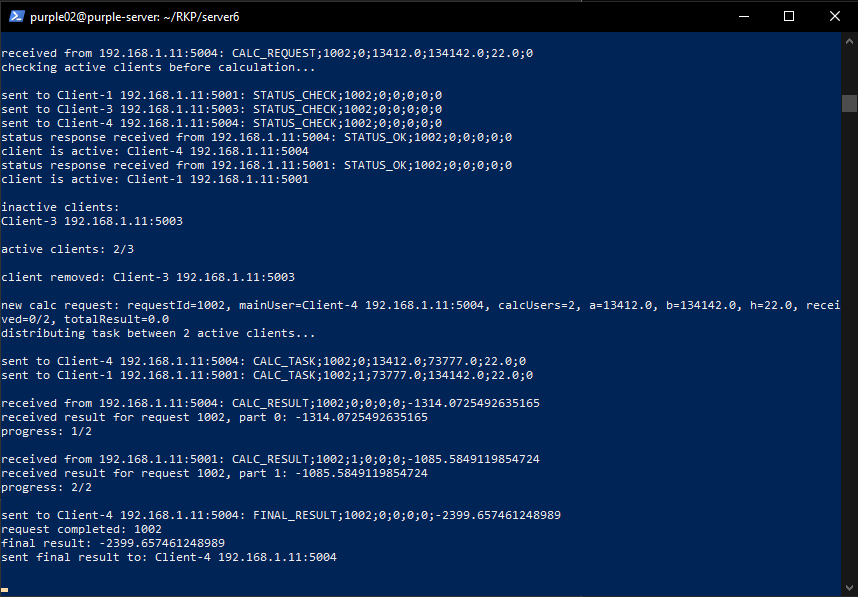 purple02@purple-server: ~/RKP/server6
received from 192.168.1.11:5004: CALC_REQUEST;1002;0;13412.0;134142.0;22.0;0
checking active clients before calculation...
sent to Client-1 192.168.1.11:5001: STATUS_CHECK;1002;0;0;0;0;0
sent to Client-3 192.168.1.11:5003: STATUS_CHECK;1002;0;0;0;0;0
sent to Client-4 192.168.1.11:5004: STATUS_CHECK;1002;0;0;0;0;0
status response received from 192.168.1.11:5004: STATUS_OK;1002;0;0;0;0;0
client is active: Client-4 192.168.1.11:5004
status response received from 192.168.1.11:5001: STATUS_OK;1002;0;0;0;0;0
client is active: Client-1 192.168.1.11:5001
inactive clients:
Client-3 192.168.1.11:5003
active clients: 2/3
client removed: Client-3 192.168.1.11:5003
new calc request: requestId=1002, mainUser=Client-4 192.168.1.11:5004, calcUsers=2, a=13412.0, b=134142.0, h=22.0, recei
ved=0/2, totalResult=0.0
distributing task between 2 active clients...
sent to Client-4 192.168.1.11:5004: CALC_TASK;1002;0;13412.0;73777.0;22.0;0
sent to Client-1 192.168.1.11:5001: CALC_TASK;1002;1;73777.0;134142.0;22.0;0
received from 192.168.1.11:5004: CALC_RESULT;1002;0;0;0;0;-1314.0725492635165
received result for request 1002, part 0: -1314.0725492635165
progress: 1/2
received from 192.168.1.11:5001: CALC_RESULT;1002;1;0;0;0;-1085.5849119854724
received result for request 1002, part 1: -1085.5849119854724
progress: 2/2
sent to Client-4 192.168.1.11:5004: FINAL_RESULT;1002;0;0;0;0;-2399.657461248989
request completed: 1002
final result: -2399.657461248989
sent final result to: Client-4 192.168.1.11:5004